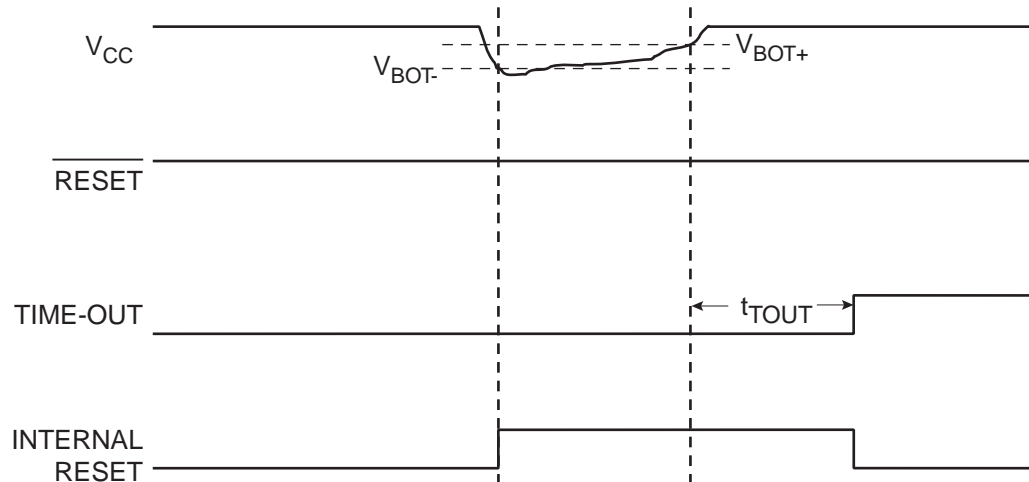 VCC
VBOT-
VBOT+
RESET
TIME-OUT
tTOUT
INTERNAL
RESET